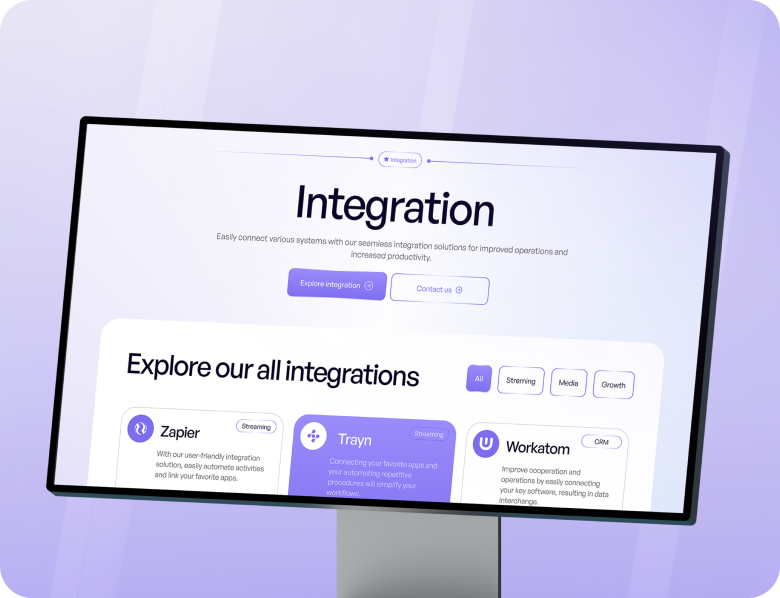 Integration
Integration
Easily connect various systems with our seamless integration solutions for improved operations and
increased productivity.
Explore integration
Contact us
Explore our all integrations
All
Streming
Media
Growth
Zapier
Streaming
With our user-friendly integration
solution, easily automate activities
and link your favorite apps.
Trayn
Streaming
Connecting your favorite apps and
your automating repetitive
procedures will simplify your
workflows.
Workatom
CRM
Improve cooperation and
operations by easily connecting
your key software, resulting in data
interchange.